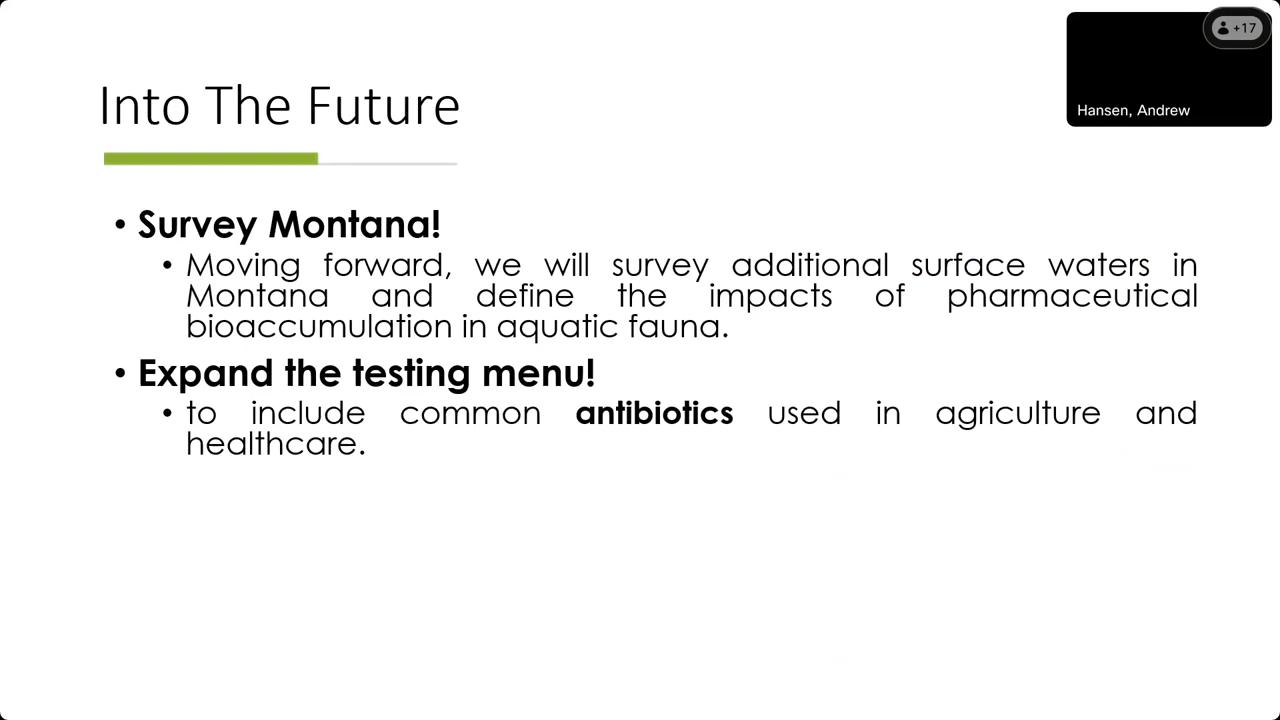 +17
Hansen, Andrew
Into The Future
• Survey Montana!
• Moving forward, we will survey additional surface waters in
Montana and define the impacts of pharmaceutical
bioaccumulation in aquatic fauna.
• Expand the testing menu!
• to include common antibiotics used in agriculture and
healthcare.